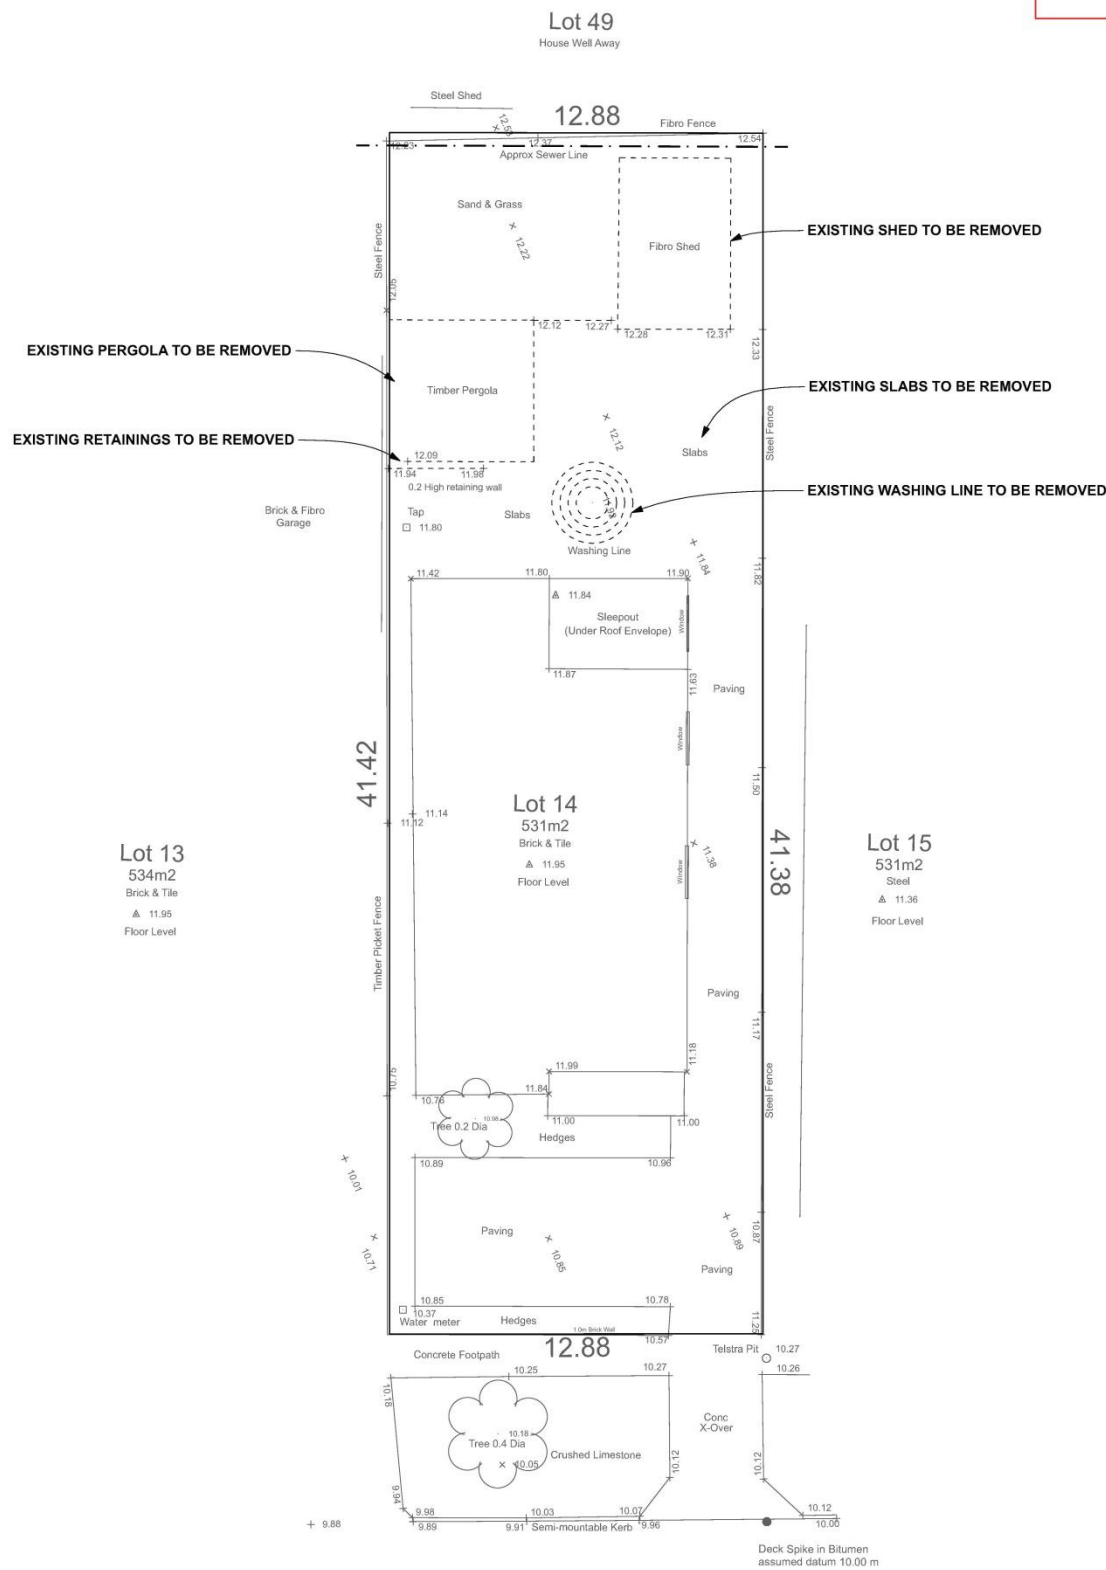 Lot 49
House Well Away
Steel Shed
12.88
Fibro Fence
12.53
12.23
12.37
12.54
Approx Sewer Line
Sand & Grass
12.22
Steel Fence
EXISTING SHED TO BE REMOVED
Fibro Shed
12.05
12.12
12.27
12.28
12.31
12.33
EXISTING PERGOLA TO BE REMOVED
Timber Pergola
EXISTING SLABS TO BE REMOVED
12.12
Steel Fence
EXISTING RETAININGS TO BE REMOVED
Slabs
12.09
11.94
11.98
0.2 High retaining wall
EXISTING WASHING LINE TO BE REMOVED
Brick & Fibro
Garage
Tap
11.80
Slabs
11.93
Washing Line
11.84
11.82
11.42
11.80
11.90
11.84
Sleepout
(Under Roof Envelope)
Window
11.87
11.93
Paving
Window
41.42
11.50
Lot 14
531m2
Brick & Tile
11.95
Floor Level
11.14
11.12
11.38
Window
41.38
Lot 13
534m2
Brick & Tile
11.95
Floor Level
Lot 15
531m2
Steel
11.36
Floor Level
Timber Picket Fence
Paving
11.17
11.18
11.99
10.75
10.76
11.84
Steel Fence
Tree 0.2 Dia
10.98
11.00
11.00
Hedges
10.89
10.96
10.01
10.71
Paving
10.85
10.89
10.87
Paving
10.85
10.37
10.78
11.25
Water meter
Hedges
1.0m Brick Wall
10.57
12.88
Concrete Footpath
Telstra Pit
10.27
10.25
10.27
10.26
10.18
Conc
X-Over
10.18
Tree 0.4 Dia
10.05
Crushed Limestone
10.12
10.12
9.94
9.98
10.03
10.07
10.12
9.88
9.89
9.91
Semi-mountable Kerb
9.96
10.00
Deck Spike in Bitumen
assumed datum 10.00 m